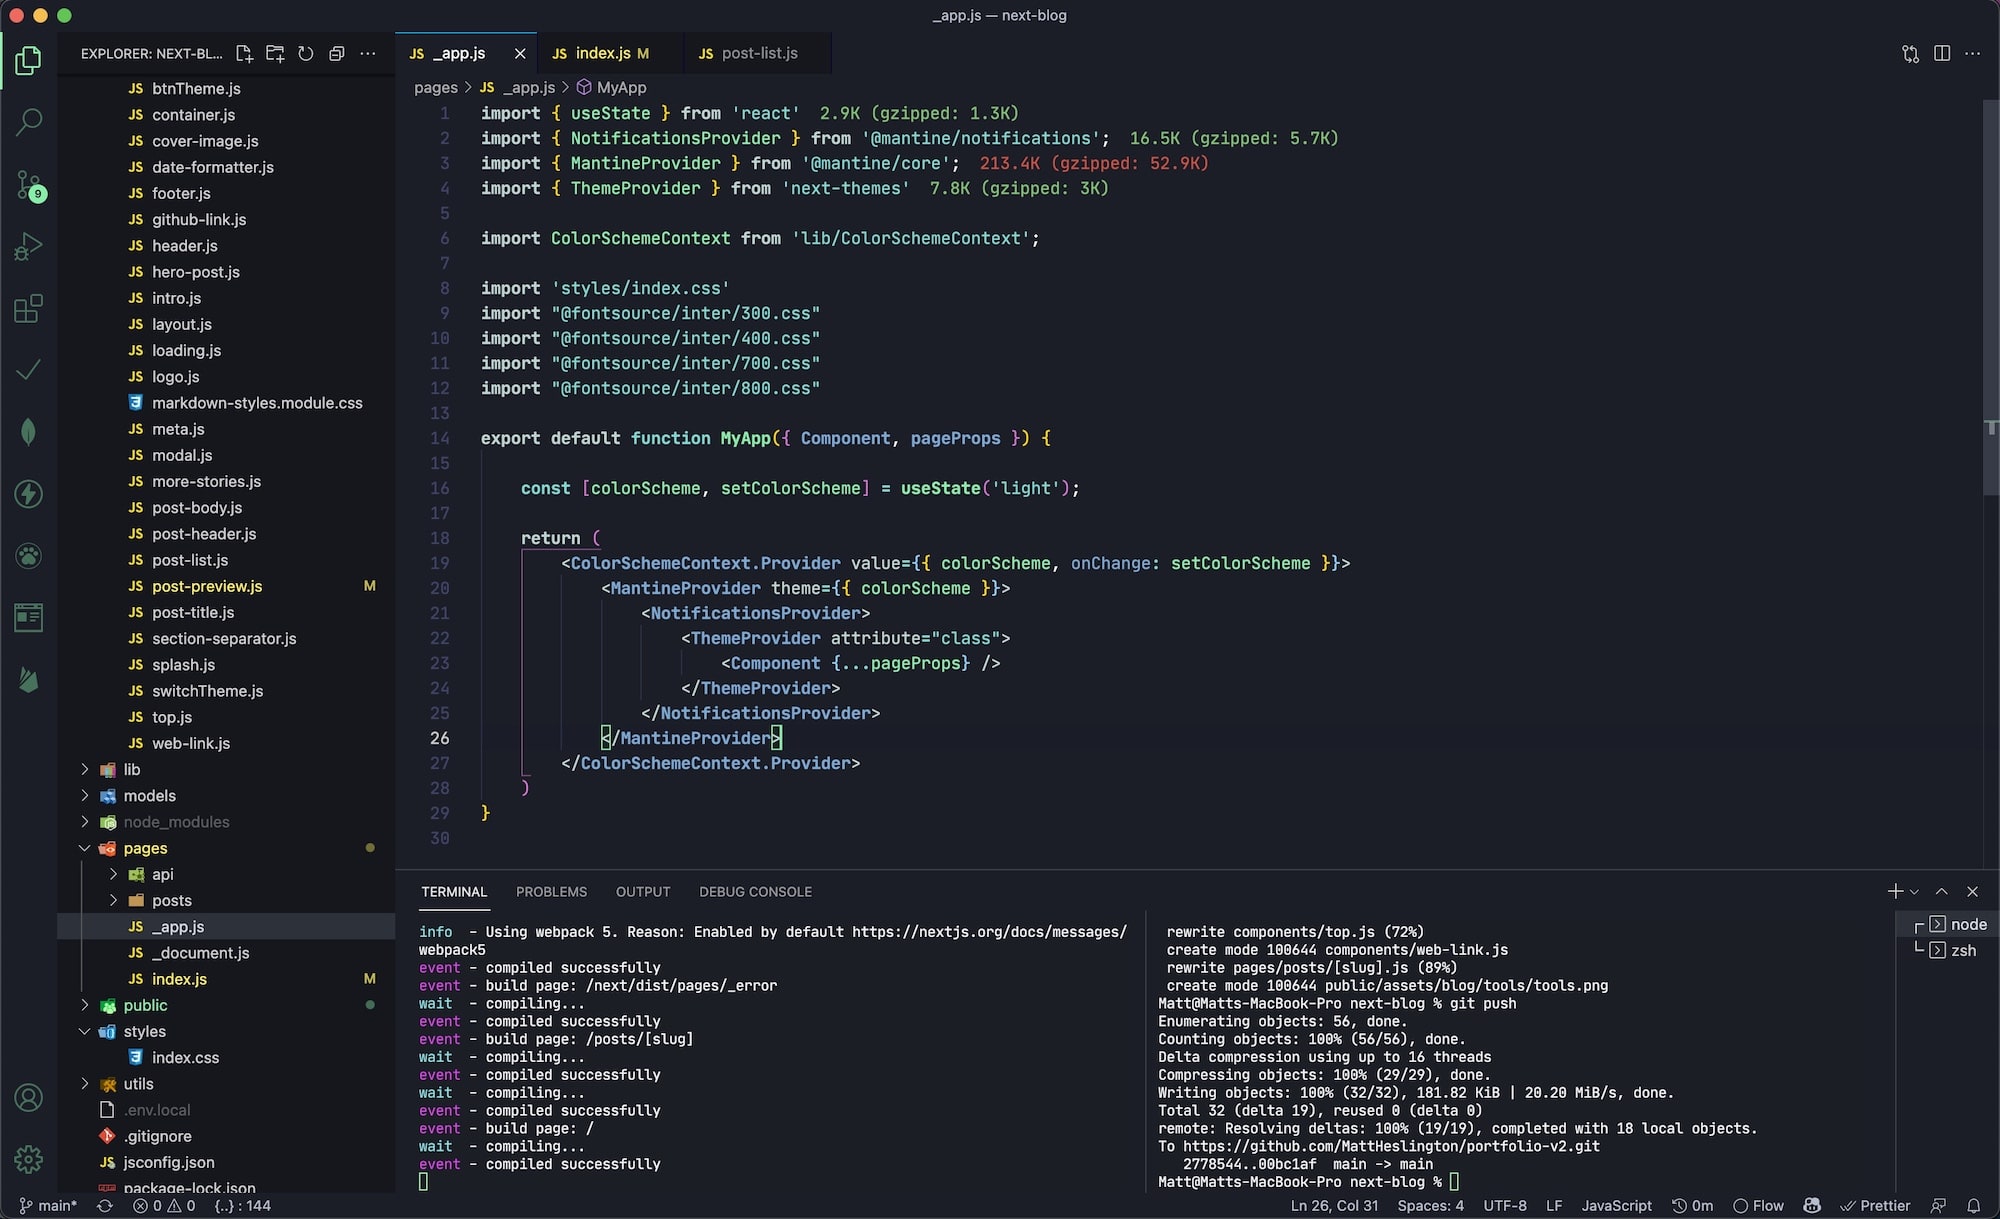 _app.js — next-blog
EXPLORER: NEXT-BL...
btnTheme.js
container.js
cover-image.js
date-formatter.js
footer.js
github-link.js
header.js
hero-post.js
intro.js
layout.js
loading.js
logo.js
markdown-styles.module.css
meta.js
modal.js
more-stories.js
post-body.js
post-header.js
post-list.js
post-preview.js M
post-title.js
section-separator.js
splash.js
switchTheme.js
top.js
web-link.js
lib
models
node_modules
pages
api
posts
_app.js
_document.js
index.js M
public
styles
index.css
utils
.env.local
.gitignore
jsconfig.json
package-lock.json
9
JS _app.js
JS index.js M
JS post-list.js
pages > JS _app.js > MyApp
1 import { useState } from 'react' 2.9K (gzipped: 1.3K)
2 import { NotificationsProvider } from '@mantine/notifications'; 16.5K (gzipped: 5.7K)
3 import { MantineProvider } from '@mantine/core'; 213.4K (gzipped: 52.9K)
4 import { ThemeProvider } from 'next-themes' 7.8K (gzipped: 3K)
5
6 import ColorSchemeContext from 'lib/ColorSchemeContext';
7
8 import 'styles/index.css'
9 import "@fontsource/inter/300.css"
10 import "@fontsource/inter/400.css"
11 import "@fontsource/inter/700.css"
12 import "@fontsource/inter/800.css"
13
14 export default function MyApp({ Component, pageProps }) {
15
16 const [colorScheme, setColorScheme] = useState('light');
17
18 return (
19 <ColorSchemeContext.Provider value={{ colorScheme, onChange: setColorScheme }}>
20 <MantineProvider theme={{ colorScheme }}>
21 <NotificationsProvider>
22 <ThemeProvider attribute="class">
23 <Component {...pageProps} />
24 </ThemeProvider>
25 </NotificationsProvider>
26 </MantineProvider>
27 </ColorSchemeContext.Provider>
28 )
29 }
30
TERMINAL PROBLEMS OUTPUT DEBUG CONSOLE
info - Using webpack 5. Reason: Enabled by default https://nextjs.org/docs/messages/
webpack5
event - compiled successfully
event - build page: /next/dist/pages/_error
wait - compiling...
event - compiled successfully
event - build page: /posts/[slug]
wait - compiling...
event - compiled successfully
wait - compiling...
event - compiled successfully
event - build page: /
wait - compiling...
event - compiled successfully
rewrite components/top.js (72%)
create mode 100644 components/web-link.js
rewrite pages/posts/[slug].js (89%)
create mode 100644 public/assets/blog/tools/tools.png
Matt@Matts-MacBook-Pro next-blog % git push
Enumerating objects: 56, done.
Counting objects: 100% (56/56), done.
Delta compression using up to 16 threads
Compressing objects: 100% (29/29), done.
Writing objects: 100% (32/32), 181.82 KiB | 20.20 MiB/s, done.
Total 32 (delta 19), reused 0 (delta 0)
remote: Resolving deltas: 100% (19/19), completed with 18 local objects.
To https://github.com/MattHeslington/portfolio-v2.git
2778544..00bc1af main -> main
Matt@Matts-MacBook-Pro next-blog %
node
zsh
main* 0 0 {..} : 144
Ln 26, Col 31 Spaces: 4 UTF-8 LF JavaScript 0m Flow Prettier